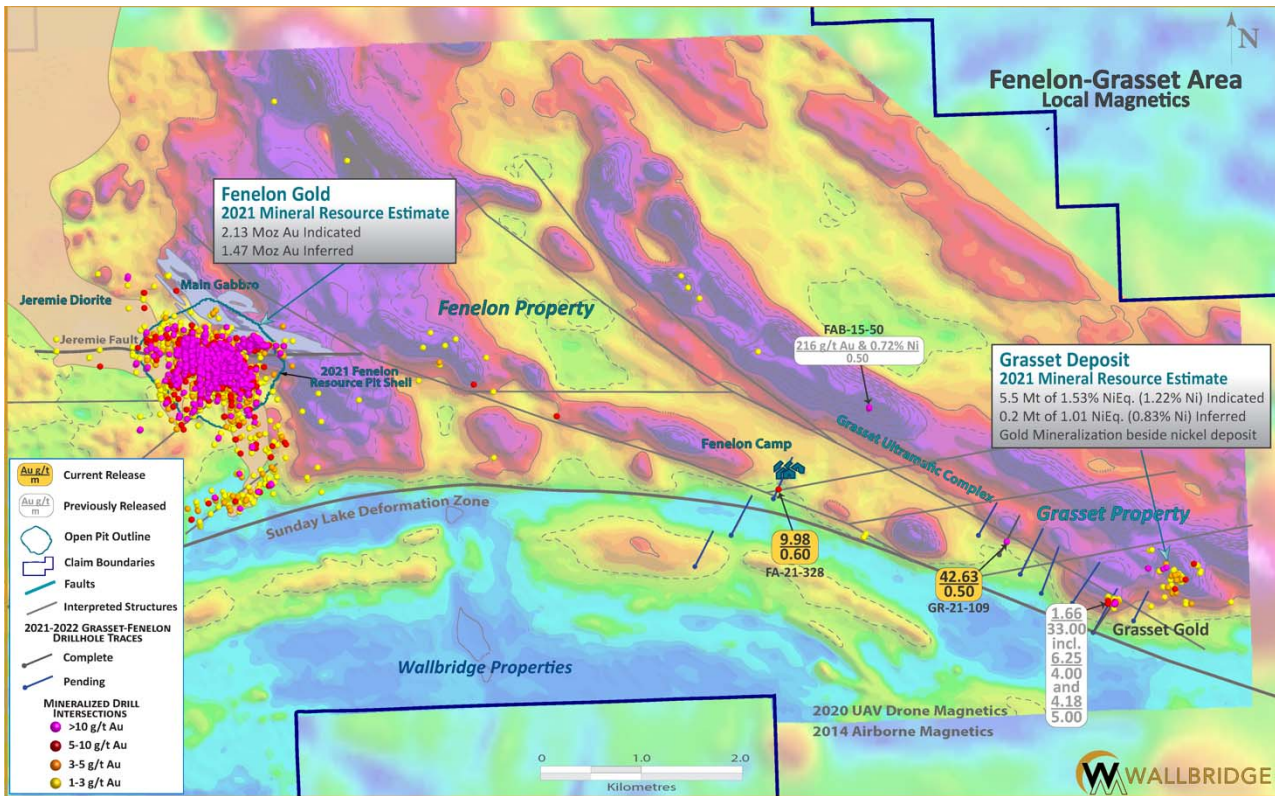 N
Fenelon-Grasset Area
Local Magnetics
Fenelon Gold
2021 Mineral Resource Estimate
2.13 Moz Au Indicated
1.47 Moz Au Inferred
Main Gabbro
Jeremie Diorite
Jeremie Fault
Fenelon Property
2021 Fenelon
Resource Pit Shell
FAB-15-50
216 g/t Au & 0.72% Ni
0.50
Grasset Deposit
2021 Mineral Resource Estimate
5.5 Mt of 1.53% NiEq. (1.22% Ni) Indicated
0.2 Mt of 1.01 NiEq. (0.83% Ni) Inferred
Gold Mineralization beside nickel deposit
Fenelon Camp
Grasset Ultramafic Complex
Grasset Property
Sunday Lake Deformation Zone
9.98
0.60
FA-21-328
42.63
0.50
GR-21-109
1.66
33.00
incl.
6.25
4.00
and
4.18
5.00
Grasset Gold
Wallbridge Properties
2020 UAV Drone Magnetics
2014 Airborne Magnetics
Au g/t
m
Current Release
Au g/t
m
Previously Released
Open Pit Outline
Claim Boundaries
Faults
Interpreted Structures
2021-2022 Grasset-Fenelon
Drillhole Traces
Complete
Pending
Mineralized Drill
Intersections
>10 g/t Au
5-10 g/t Au
3-5 g/t Au
1-3 g/t Au
0 1.0 2.0
Kilometres
WALLBRIDGE